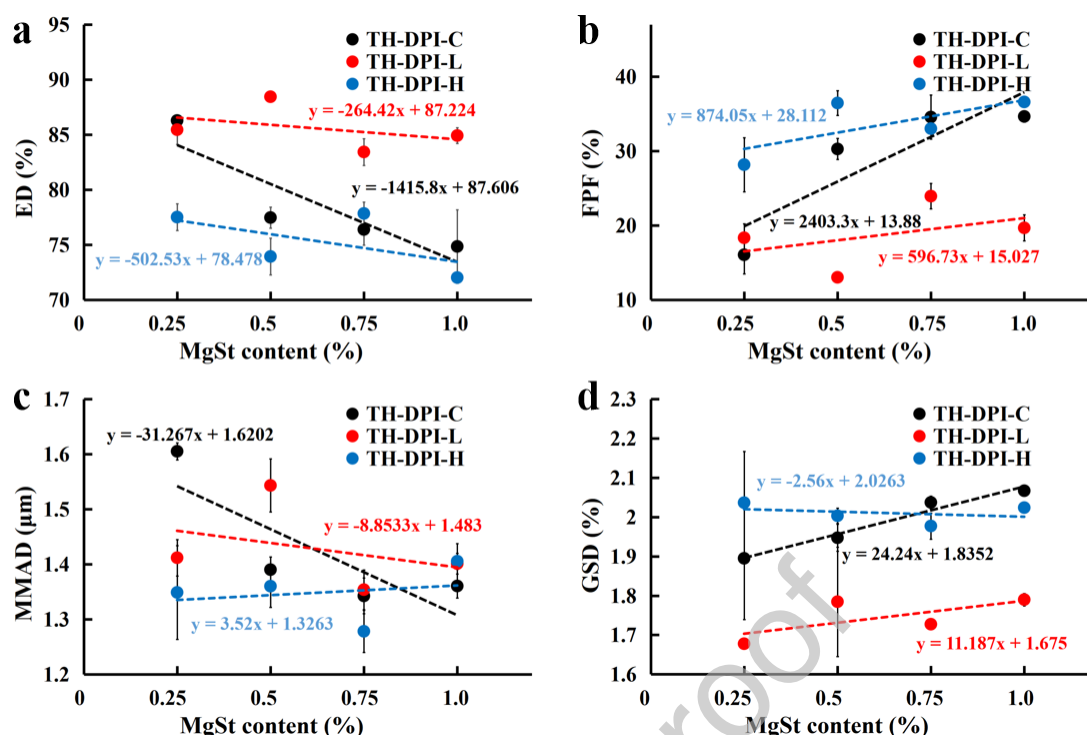 a
95
90
85
80
75
70
ED (%)
TH-DPI-C
TH-DPI-L
TH-DPI-H
y = -264.42x + 87.224
y = -1415.8x + 87.606
y = -502.53x + 78.478
0 0.25 0.5 0.75 1.0
MgSt content (%)
b
40
30
20
10
FPF (%)
TH-DPI-C
TH-DPI-L
TH-DPI-H
y = 874.05x + 28.112
y = 2403.3x + 13.88
y = 596.73x + 15.027
0 0.25 0.5 0.75 1.0
MgSt content (%)
c
1.7
1.6
1.5
1.4
1.3
1.2
MMAD (μm)
TH-DPI-C
TH-DPI-L
TH-DPI-H
y = -31.267x + 1.6202
y = -8.8533x + 1.483
y = 3.52x + 1.3263
0 0.25 0.5 0.75 1.0
MgSt content (%)
d
2.3
2.2
2.1
2
1.9
1.8
1.7
1.6
GSD (%)
TH-DPI-C
TH-DPI-L
TH-DPI-H
y = -2.56x + 2.0263
y = 24.24x + 1.8352
y = 11.187x + 1.675
0 0.25 0.5 0.75 1.0
MgSt content (%)
roof